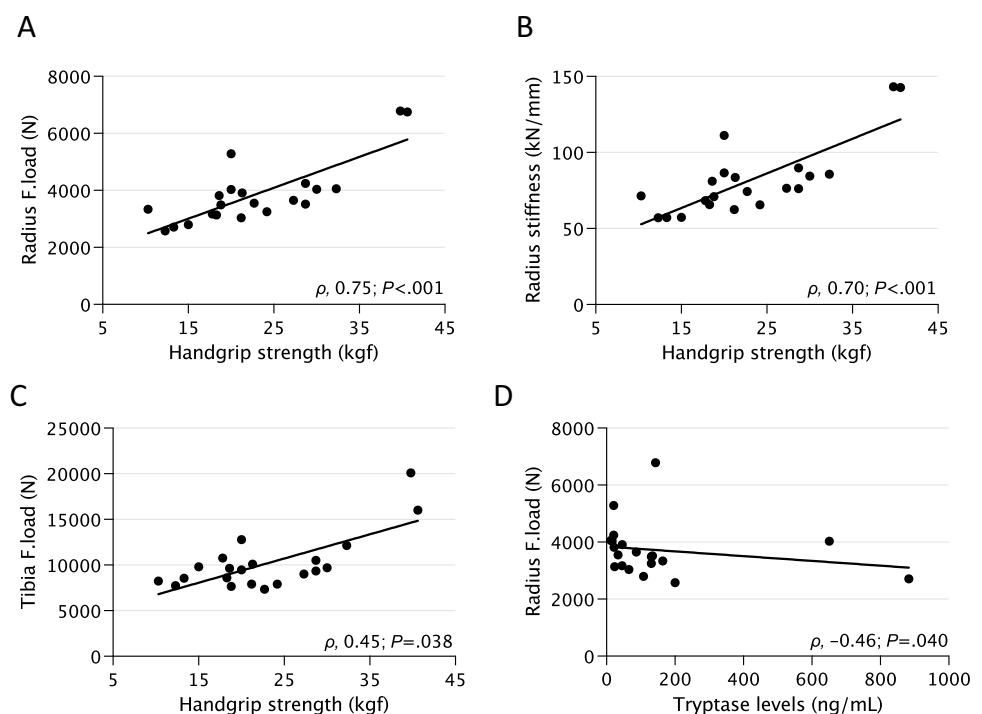 A
Radius F.load (N)
8000
6000
4000
2000
0
ρ, 0.75; P<.001
5 15 25 35 45
Handgrip strength (kgf)
B
Radius stiffness (kN/mm)
150
100
50
0
ρ, 0.70; P<.001
5 15 25 35 45
Handgrip strength (kgf)
C
Tibia F.load (N)
25000
20000
15000
10000
5000
0
ρ, 0.45; P=.038
5 15 25 35 45
Handgrip strength (kgf)
D
Radius F.load (N)
8000
6000
4000
2000
0
ρ, −0.46; P=.040
0 200 400 600 800 1000
Tryptase levels (ng/mL)